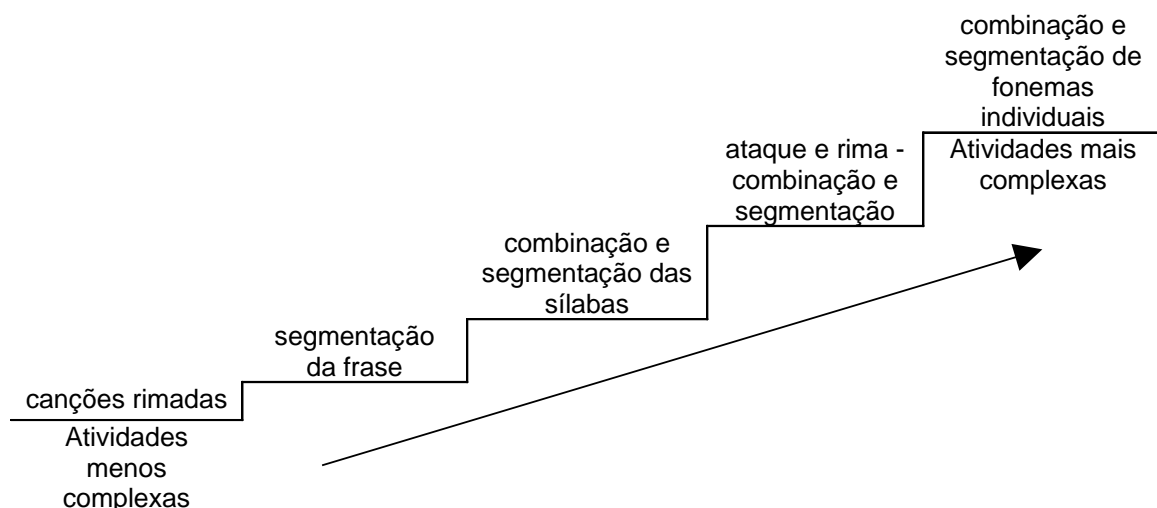 canções rimadas
Atividades
menos
complexas
segmentação
da frase
combinação e
segmentação das
sílabas
ataque e rima -
combinação e
segmentação
combinação e
segmentação de
fonemas
individuais
Atividades mais
complexas